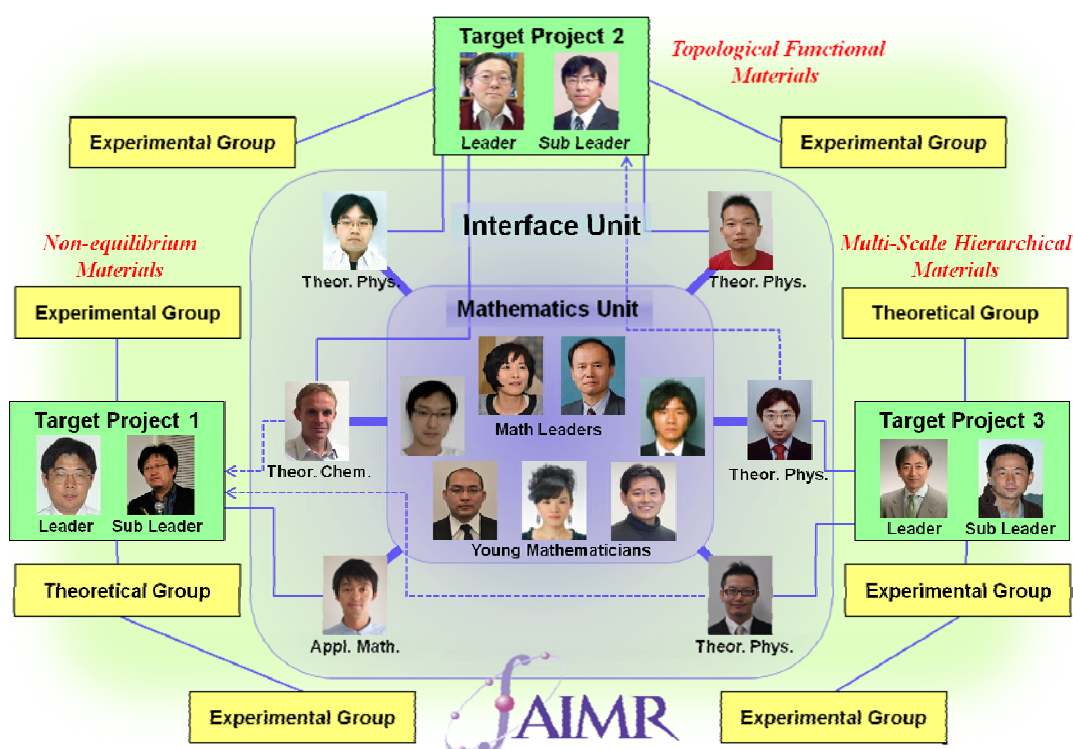 Target Project 2
Leader
Sub Leader
Topological Functional
Materials
Experimental Group
Experimental Group
Interface Unit
Theor. Phys.
Theor. Phys.
Non-equilibrium
Materials
Multi-Scale Hierarchical
Materials
Experimental Group
Theoretical Group
Mathematics Unit
Math Leaders
Target Project 1
Leader
Sub Leader
Theor. Chem.
Theor. Phys.
Target Project 3
Leader
Sub Leader
Young Mathematicians
Theoretical Group
Experimental Group
Appl. Math.
Theor. Phys.
Experimental Group
AIMR
Experimental Group